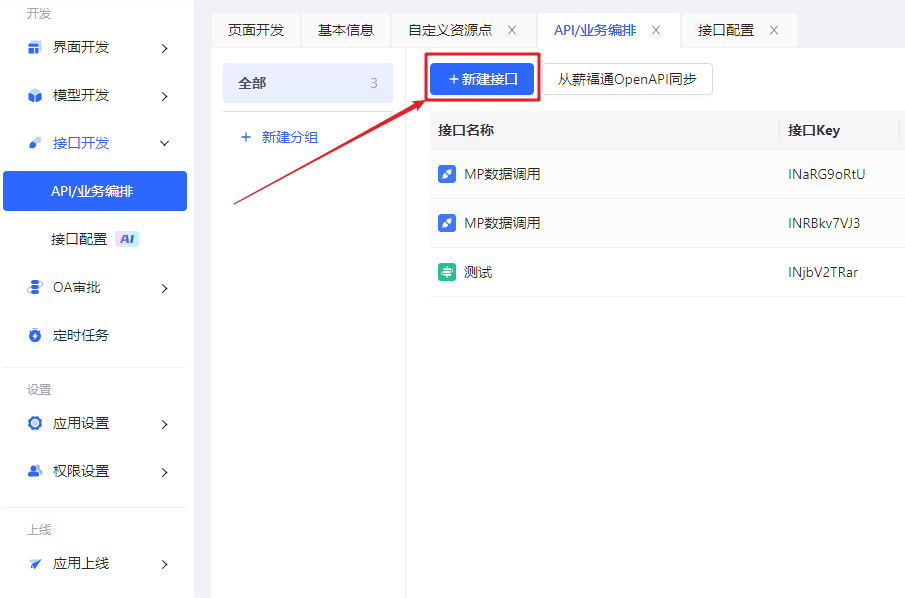 开发
界面开发
模型开发
接口开发
API/业务编排
接口配置 AI
OA审批
定时任务
设置
应用设置
权限设置
上线
应用上线
页面开发 基本信息 自定义资源点 × API/业务编排 × 接口配置 ×
全部 3
+ 新建分组
+新建接口 从薪福通OpenAPI同步
接口名称 接口Key
MP数据调用 INaRG9oRtU
MP数据调用 INRBkv7VJ3
测试 INjbV2TRar